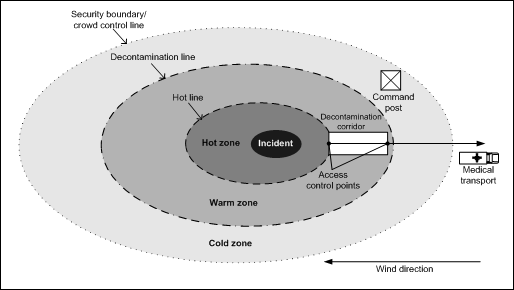 Security boundary/
crowd control line
Decontamination line
Hot line
Command
post
Decontamination
corridor
Hot zone
Incident
Access
control points
Medical
transport
Warm zone
Cold zone
Wind direction